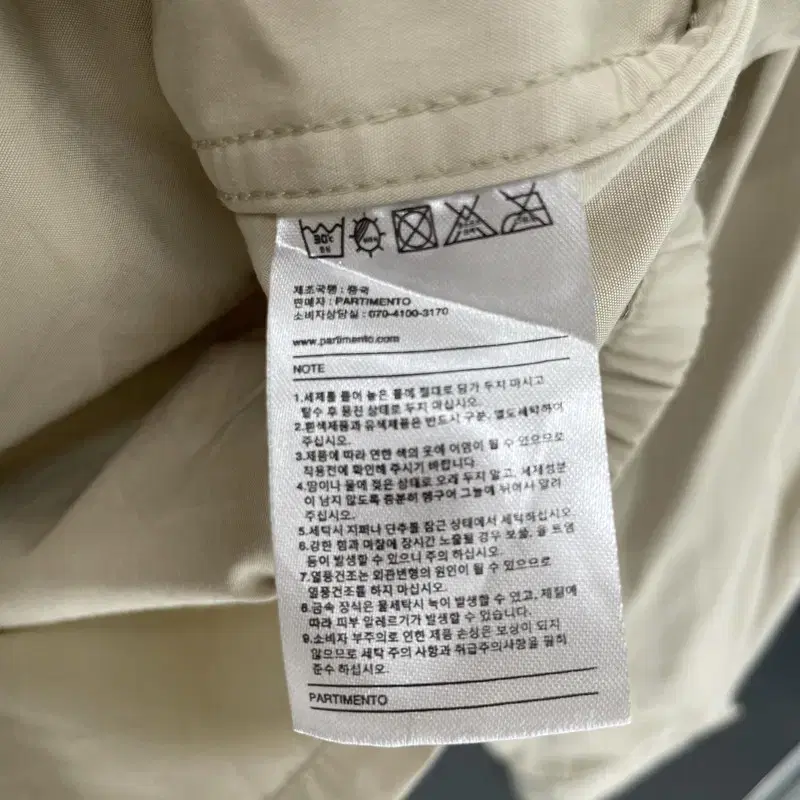 30℃
중성
제조국명 : 중국
판매자 : PARTIMENTO
소비자상담실 : 070-4100-3170
www.partimento.com
NOTE
1.세제를 풀어 놓은 물에 절대로 담가 두지 마시고
탈수 후 뭉친 상태로 두지 마십시오.
2.흰색제품과 유색제품은 반드시 구분, 별도세탁하여
주십시오.
3.제품에 따라 연한 색의 옷에 이염이 될 수 있으므로
착용전에 확인해 주시기 바랍니다.
4.땀이나 물에 젖은 상태로 오래 두지 말고, 세제성분
이 남지 않도록 충분히 헹구어 그늘에 뉘어서 말려
주십시오.
5.세탁시 지퍼나 단추를 잠근 상태에서 세탁하십시오.
6.강한 힘과 마찰에 장시간 노출될 경우 보풀, 올 트임
등이 발생할 수 있으니 주의 하십시오.
7.열풍건조는 외관변형의 원인이 될 수 있으므로
열풍건조를 하지 마십시오.
8.금속 장식은 물세탁시 녹이 발생할 수 있고, 체질에
따라 피부 알레르기가 발생할 수 있습니다.
9.소비자 부주의로 인한 제품 손상은 보상이 되지
않으므로 세탁 주의 사항과 취급주의사항을 필히
준수 하십시오.
PARTIMENTO